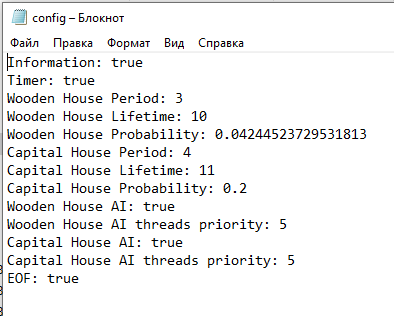 config – Блокнот
Файл Правка Формат Вид Справка
Information: true
Timer: true
Wooden House Period: 3
Wooden House Lifetime: 10
Wooden House Probability: 0.04244523729531813
Capital House Period: 4
Capital House Lifetime: 11
Capital House Probability: 0.2
Wooden House AI: true
Wooden House AI threads priority: 5
Capital House AI: true
Capital House AI threads priority: 5
EOF: true